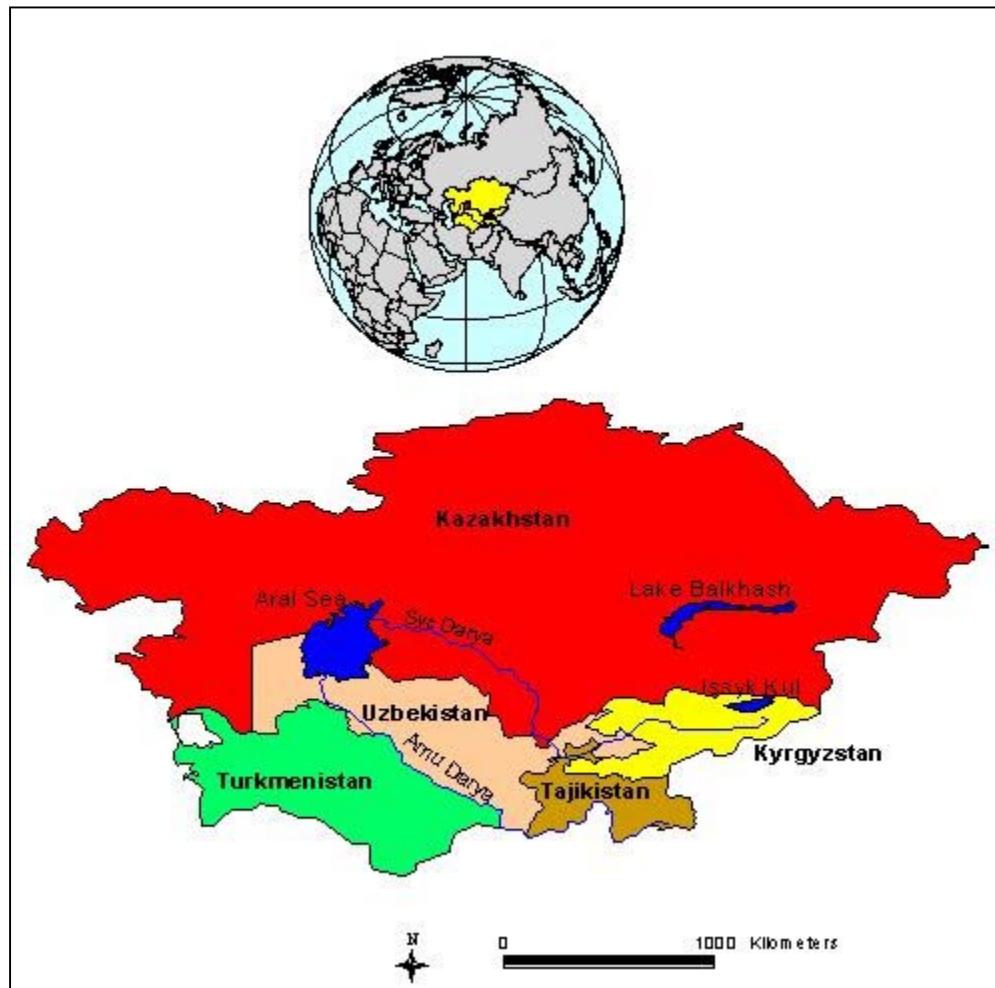 Kazakhstan
Aral Sea
Lake Balkhash
Syr Darya
Issyk Kul
Uzbekistan
Kyrgyzstan
Amu Darya
Turkmenistan
Tajikistan
N
0 1000 Kilometers